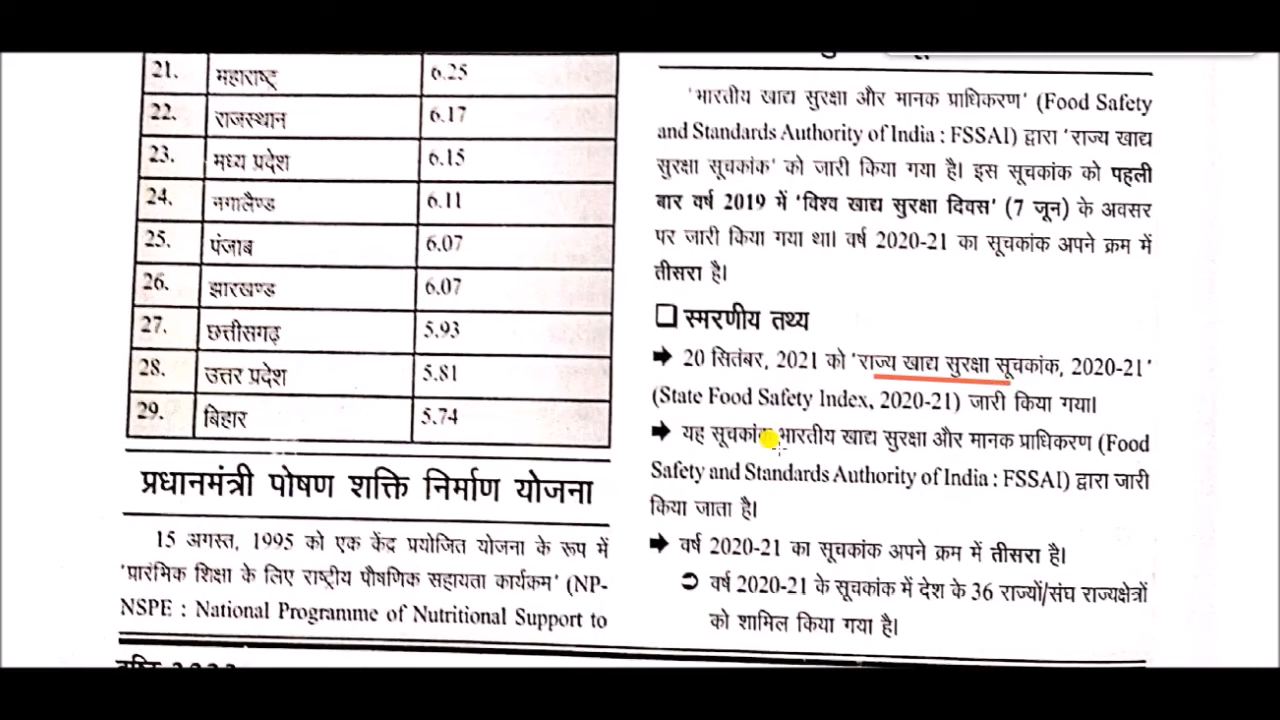 21. महाराष्ट्र 6.25
22. राजस्थान 6.17
23. मध्य प्रदेश 6.15
24. नगालैण्ड 6.11
25. पंजाब 6.07
26. झारखण्ड 6.07
27. छत्तीसगढ़ 5.93
28. उत्तर प्रदेश 5.81
29. बिहार 5.74
प्रधानमंत्री पोषण शक्ति निर्माण योजना
15 अगस्त, 1995 को एक केंद्र प्रयोजित योजना के रूप में
'प्रारंभिक शिक्षा के लिए राष्ट्रीय पौषणिक सहायता कार्यक्रम' (NP-
NSPE : National Programme of Nutritional Support to
'भारतीय खाद्य सुरक्षा और मानक प्राधिकरण' (Food Safety
and Standards Authority of India : FSSAI) द्वारा 'राज्य खाद्य
सुरक्षा सूचकांक' को जारी किया गया है। इस सूचकांक को पहली
बार वर्ष 2019 में 'विश्व खाद्य सुरक्षा दिवस' (7 जून) के अवसर
पर जारी किया गया था। वर्ष 2020-21 का सूचकांक अपने क्रम में
तीसरा है।
❑ स्मरणीय तथ्य
➔ 20 सितंबर, 2021 को 'राज्य खाद्य सुरक्षा सूचकांक, 2020-21'
(State Food Safety Index, 2020-21) जारी किया गया।
➔ यह सूचकांक भारतीय खाद्य सुरक्षा और मानक प्राधिकरण (Food
Safety and Standards Authority of India : FSSAI) द्वारा जारी
किया जाता है।
➔ वर्ष 2020-21 का सूचकांक अपने क्रम में तीसरा है।
➲ वर्ष 2020-21 के सूचकांक में देश के 36 राज्यों/संघ राज्यक्षेत्रों
को शामिल किया गया है।